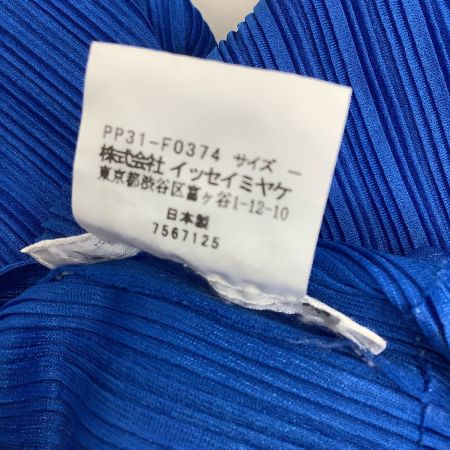 PP31-F0374 サイズ －
株式会社 イッセイミヤケ
東京都渋谷区富ヶ谷1-12-10
日本製
7567125